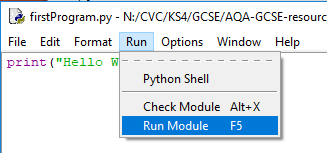 firstProgram.py - N:/CVC/KS4/GCSE/AQA-GCSE-resourc
File Edit Format Run Options Window Help
print("Hello W
Python Shell
Check Module Alt+X
Run Module F5